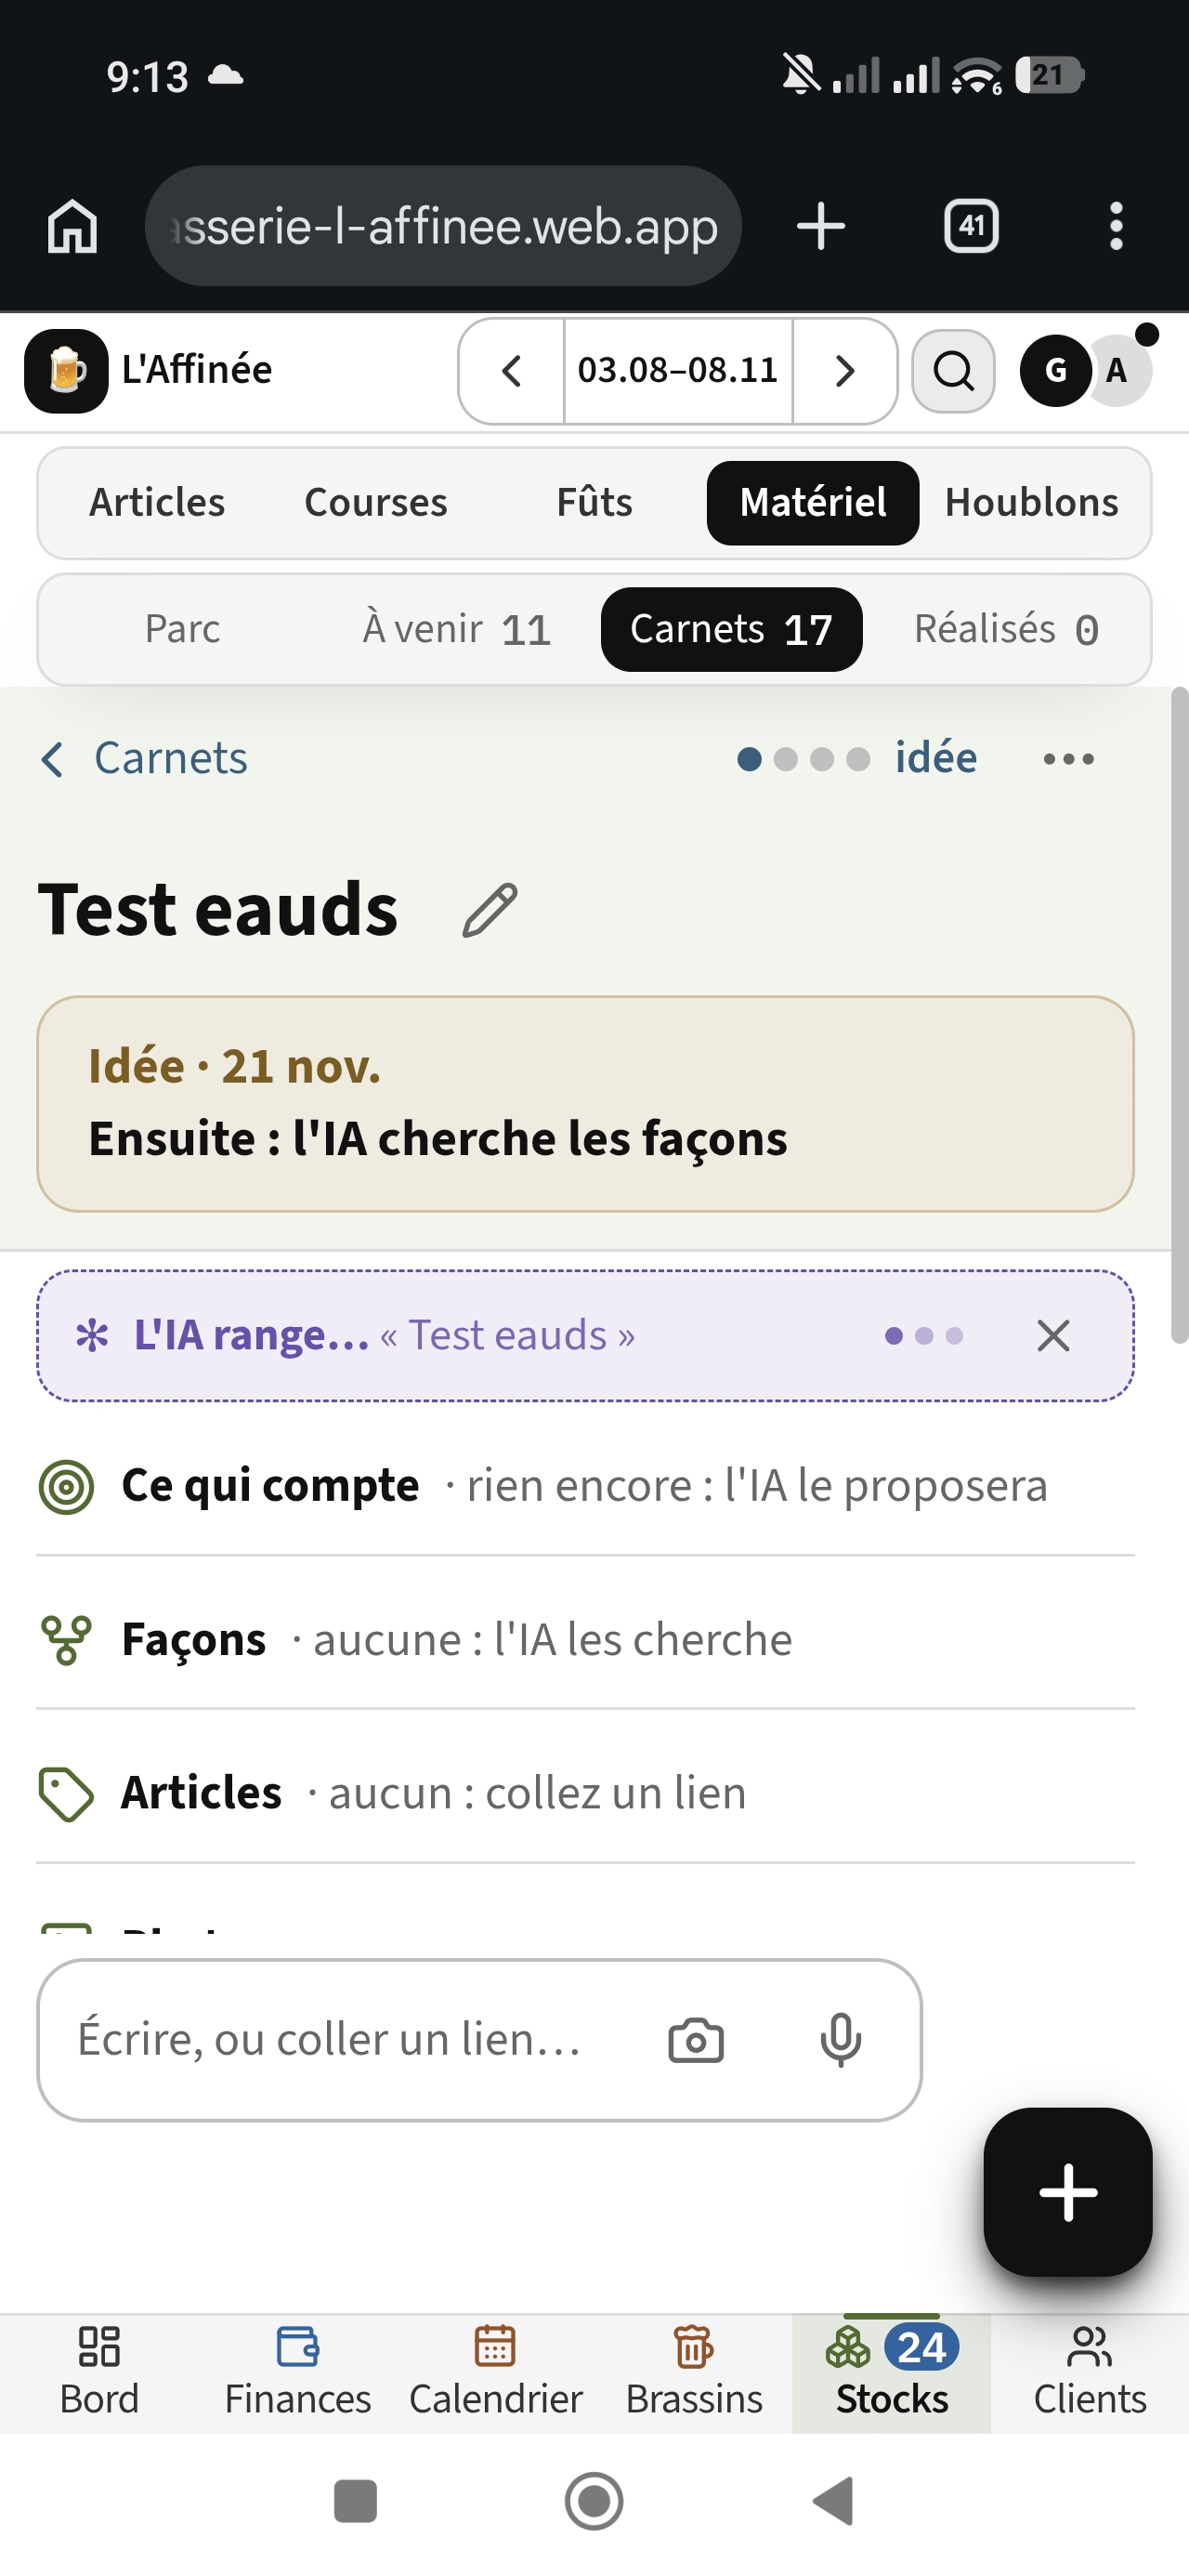 9:13
21
6
asserie-l-affinee.web.app
41
L'Affinée
03.08–08.11
G
A
Articles
Courses
Fûts
Matériel
Houblons
Parc
À venir 11
Carnets 17
Réalisés 0
Carnets
idée
Test eauds
Idée · 21 nov.
Ensuite : l'IA cherche les façons
L'IA range... « Test eauds »
Ce qui compte · rien encore : l'IA le proposera
Façons · aucune : l'IA les cherche
Articles · aucun : collez un lien
Écrire, ou coller un lien...
24
Bord
Finances
Calendrier
Brassins
Stocks
Clients